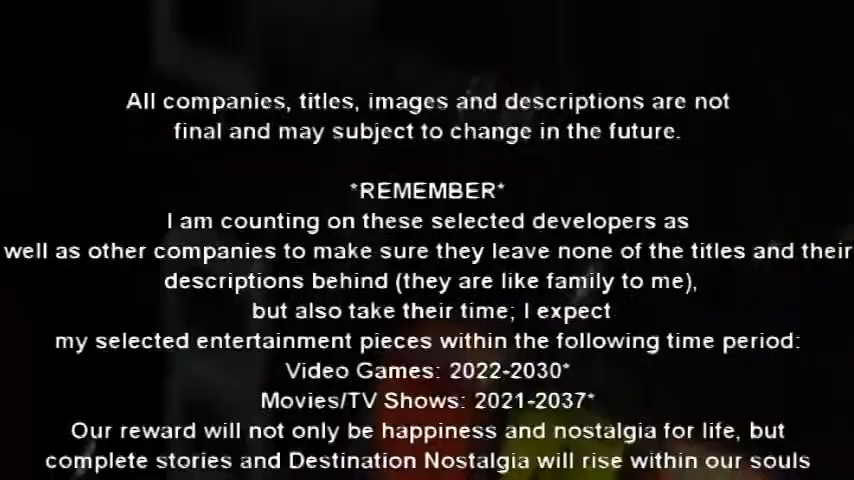 All companies, titles, images and descriptions are not
final and may subject to change in the future.
*REMEMBER*
I am counting on these selected developers as
well as other companies to make sure they leave none of the titles and their
descriptions behind (they are like family to me),
but also take their time; I expect
my selected entertainment pieces within the following time period:
Video Games: 2022-2030*
Movies/TV Shows: 2021-2037*
Our reward will not only be happiness and nostalgia for life, but
complete stories and Destination Nostalgia will rise within our souls